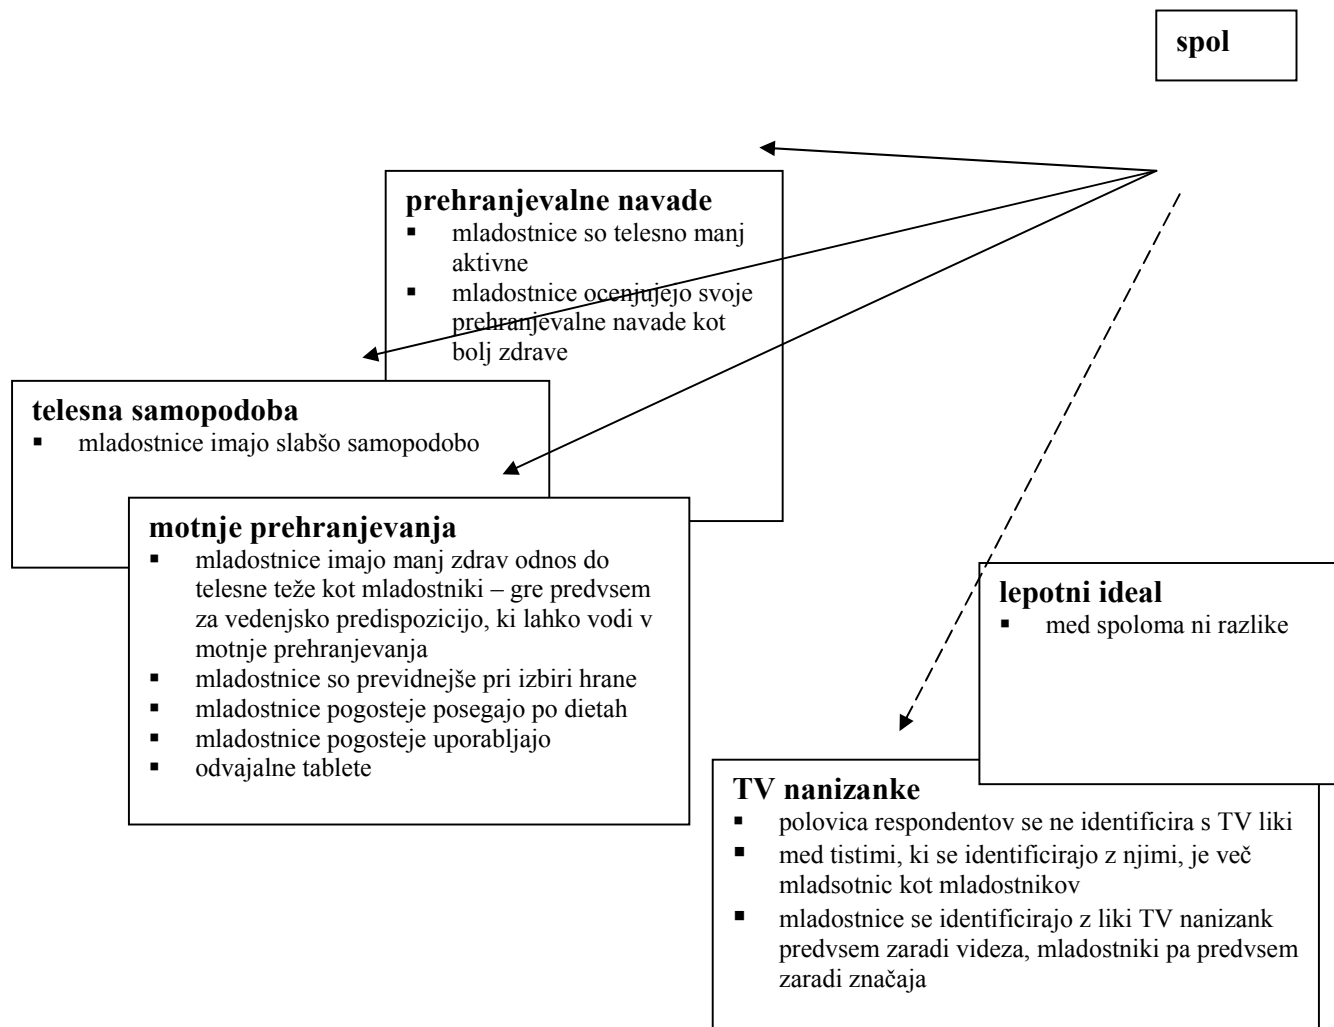 spol
prehranjevalne navade
▪ mladostnice so telesno manj
aktivne
▪ mladostnice ocenjujejo svoje
prehranjevalne navade kot
bolj zdrave
telesna samopodoba
▪ mladostnice imajo slabšo samopodobo
motnje prehranjevanja
▪ mladostnice imajo manj zdrav odnos do
telesne teže kot mladostniki – gre predvsem
za vedenjsko predispozicijo, ki lahko vodi v
motnje prehranjevanja
▪ mladostnice so previdnejše pri izbiri hrane
▪ mladostnice pogosteje posegajo po dietah
▪ mladostnice pogosteje uporabljajo
▪ odvajalne tablete
lepotni ideal
▪ med spoloma ni razlike
TV nanizanke
▪ polovica respondentov se ne identificira s TV liki
▪ med tistimi, ki se identificirajo z njimi, je več
mladsotnic kot mladostnikov
▪ mladostnice se identificirajo z liki TV nanizank
predvsem zaradi videza, mladostniki pa predvsem
zaradi značaja